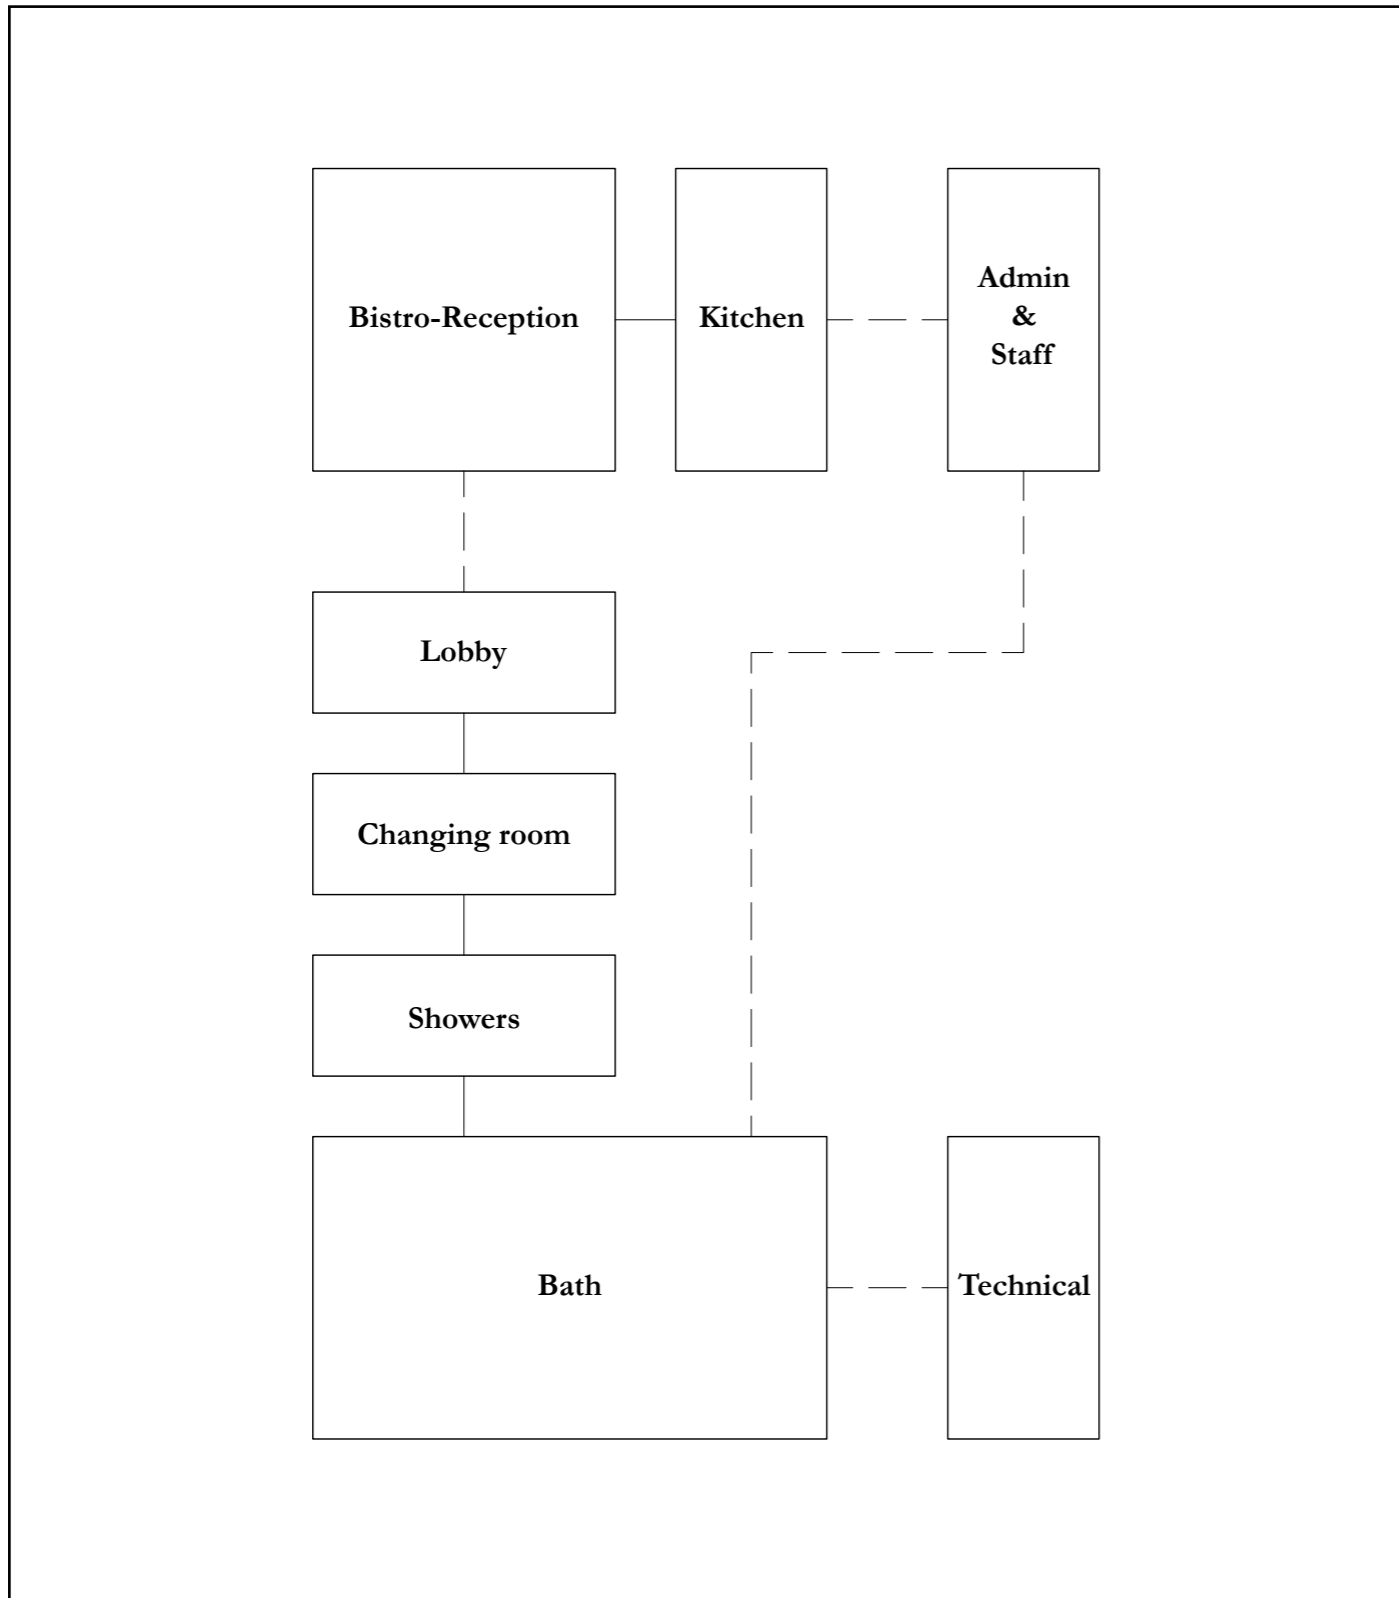 Bistro-Reception
Kitchen
Admin
&
Staff
Lobby
Changing room
Showers
Bath
Technical